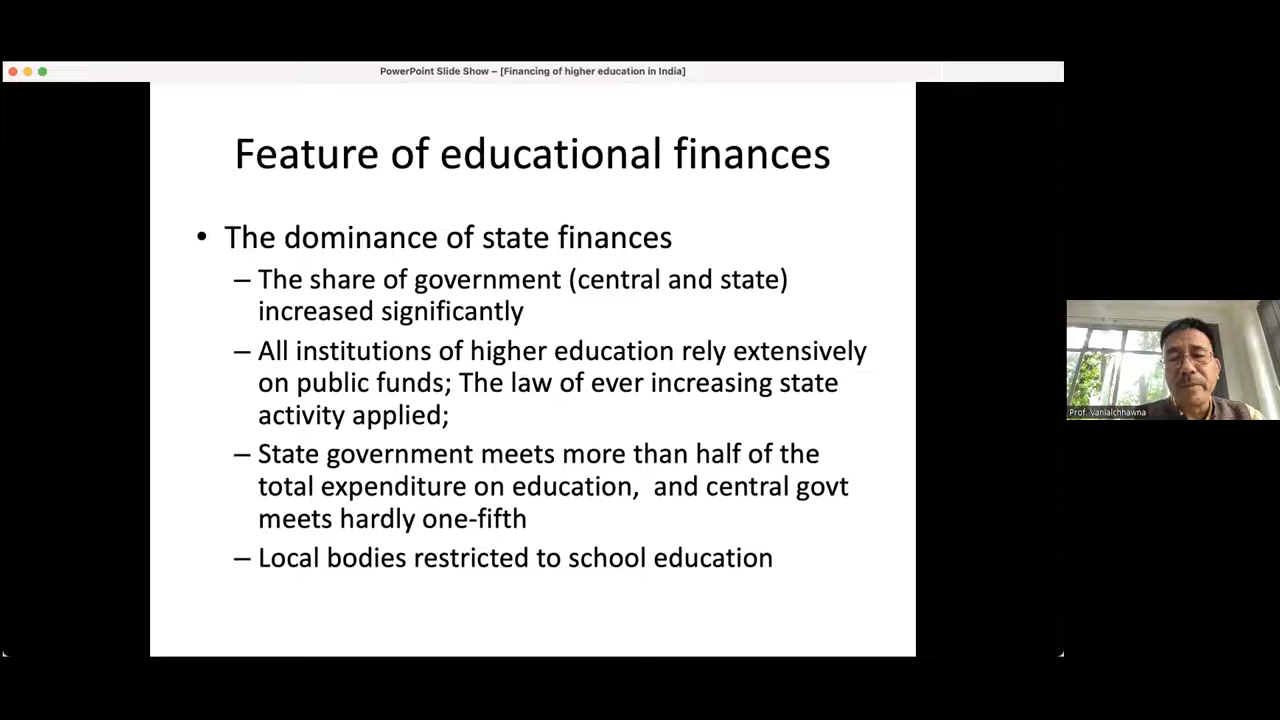 PowerPoint Slide Show – [Financing of higher education in India]
Feature of educational finances
• The dominance of state finances
– The share of government (central and state)
increased significantly
– All institutions of higher education rely extensively
on public funds; The law of ever increasing state
activity applied;
– State government meets more than half of the
total expenditure on education,  and central govt
meets hardly one-fifth
– Local bodies restricted to school education
Prof. Vanlalchhawna